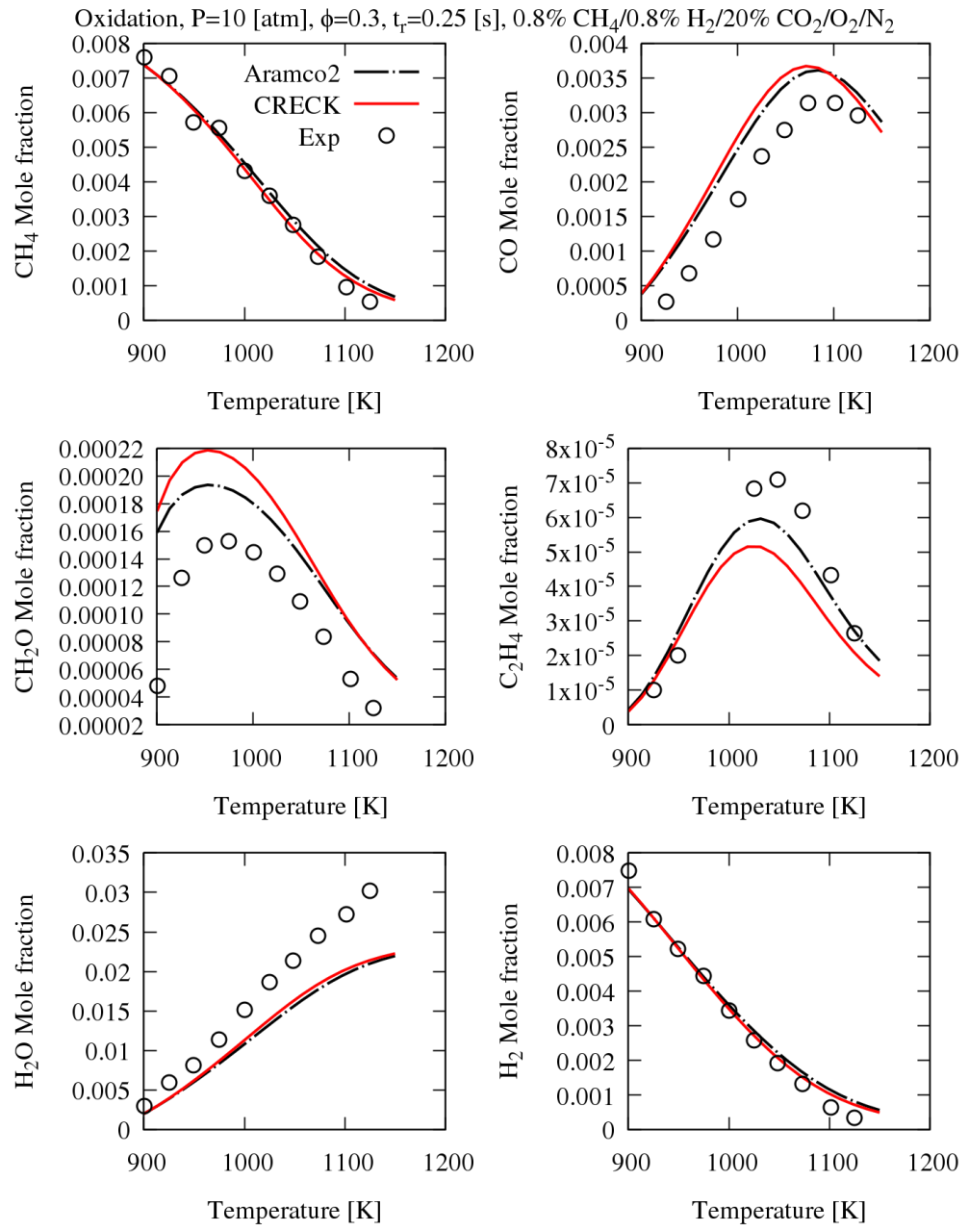 Oxidation, P=10 [atm], ϕ=0.3, tᵣ=0.25 [s], 0.8% CH₄/0.8% H₂/20% CO₂/O₂/N₂
0.008
0.007
0.006
0.005
0.004
0.003
0.002
0.001
0
CH₄ Mole fraction
Aramco2
CRECK
Exp
900 1000 1100 1200
Temperature [K]
0.004
0.0035
0.003
0.0025
0.002
0.0015
0.001
0.0005
0
CO Mole fraction
900 1000 1100 1200
Temperature [K]
0.00022
0.0002
0.00018
0.00016
0.00014
0.00012
0.0001
0.00008
0.00006
0.00004
0.00002
CH₂O Mole fraction
900 1000 1100 1200
Temperature [K]
8x10⁻⁵
7x10⁻⁵
6x10⁻⁵
5x10⁻⁵
4x10⁻⁵
3x10⁻⁵
2x10⁻⁵
1x10⁻⁵
0
C₂H₄ Mole fraction
900 1000 1100 1200
Temperature [K]
0.035
0.03
0.025
0.02
0.015
0.01
0.005
0
H₂O Mole fraction
900 1000 1100 1200
Temperature [K]
0.008
0.007
0.006
0.005
0.004
0.003
0.002
0.001
0
H₂ Mole fraction
900 1000 1100 1200
Temperature [K]